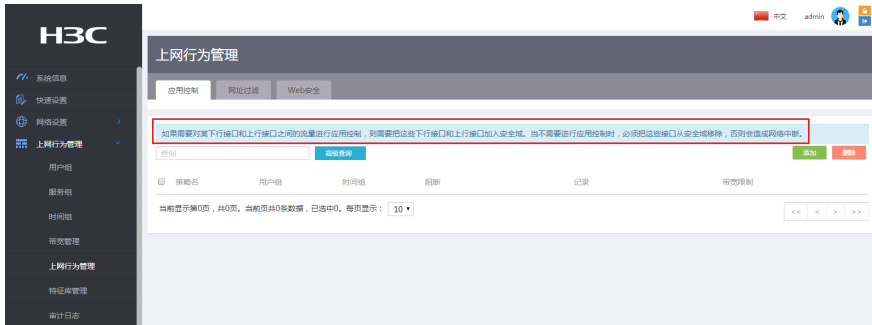 中文 admin
H3C
上网行为管理
系统信息
应用控制 网址过滤 Web安全
快速设置
网络设置
如果需要对某下行接口和上行接口之间的流量进行应用控制，则需要把这些下行接口和上行接口加入安全域。当不需要进行应用控制时，必须把这些接口从安全域移除，否则会造成网络中断。
上网行为管理
查询 高级查询 添加 删除
用户组
策略名 用户组 时间组 阻断 记录 带宽限制
服务组
当前显示第0页，共0页。当前页共0条数据，已选中0。每页显示： 10
<< < > >>
时间组
带宽管理
上网行为管理
特征库管理
审计日志